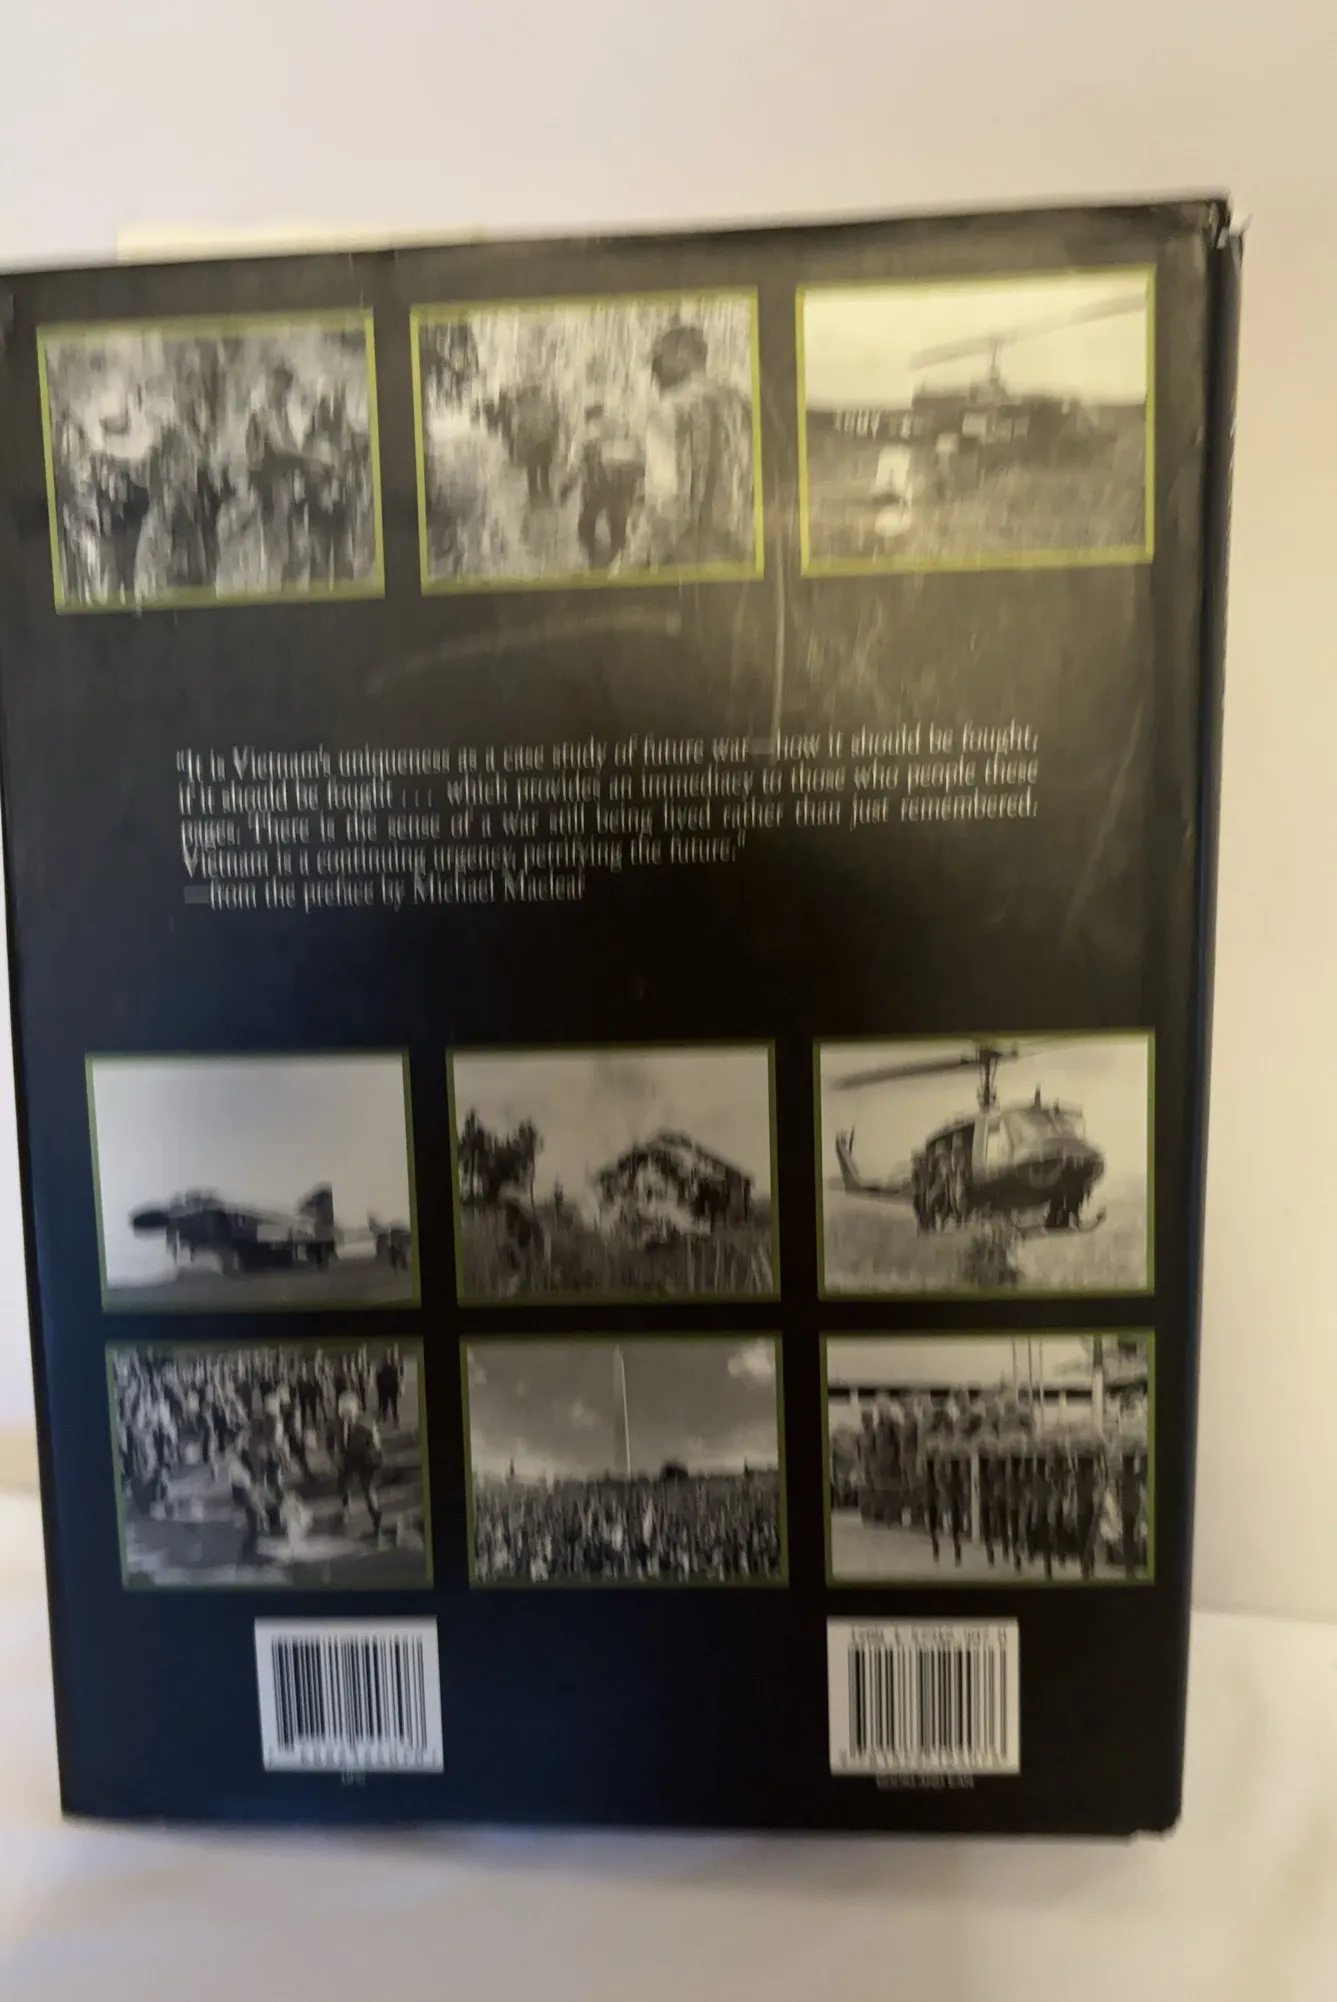 "It is Vietnam's uniqueness as a case study of future war—how it should be fought;
if it should be fought . . . which provides an immediacy to those who people these
pages. There is the sense of a war still being lived rather than just remembered.
Vietnam is a continuing urgency, petrifying the future."
—from the preface by Michael Maclear
BOOKLAND EAN